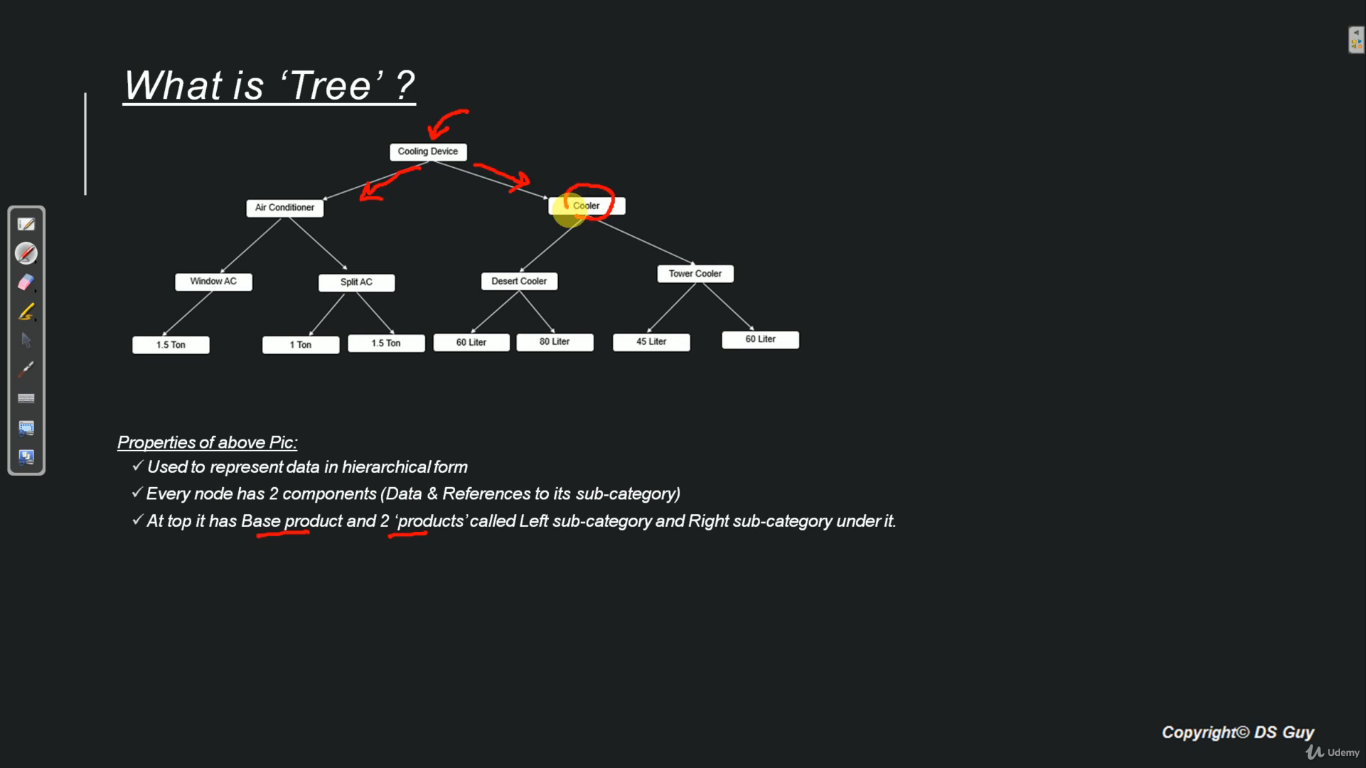 What is ‘Tree’ ?
Cooling Device
Air Conditioner
Cooler
Window AC
Split AC
Desert Cooler
Tower Cooler
1.5 Ton
1 Ton
1.5 Ton
60 Liter
80 Liter
45 Liter
60 Liter
Properties of above Pic:
✓ Used to represent data in hierarchical form
✓ Every node has 2 components (Data & References to its sub-category)
✓ At top it has Base product and 2 ‘products’ called Left sub-category and Right sub-category under it.
Copyright© DS Guy
Udemy